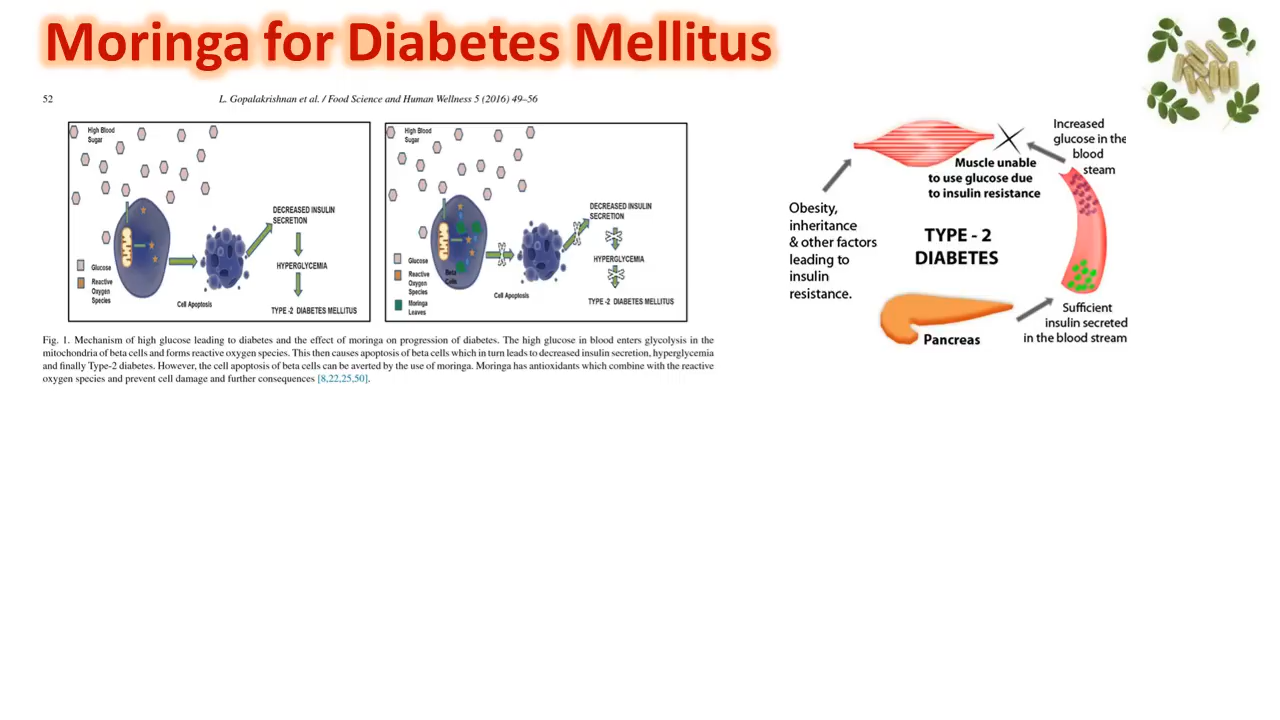 Moringa for Diabetes Mellitus
52
L. Gopalakrishnan et al. / Food Science and Human Wellness 5 (2016) 49–56
High Blood
Sugar
DECREASED INSULIN
SECRETION
Glucose
HYPERGLYCEMIA
Reactive
Oxygen
Species
Cell Apoptosis
TYPE -2 DIABETES MELLITUS
High Blood
Sugar
DECREASED INSULIN
SECRETION
Glucose
HYPERGLYCEMIA
Reactive
Oxygen
Species
Beta
Cells
Cell Apoptosis
Moringa
Leaves
TYPE -2 DIABETES MELLITUS
Fig. 1. Mechanism of high glucose leading to diabetes and the effect of moringa on progression of diabetes. The high glucose in blood enters glycolysis in the
mitochondria of beta cells and forms reactive oxygen species. This then causes apoptosis of beta cells which in turn leads to decreased insulin secretion, hyperglycemia
and finally Type-2 diabetes. However, the cell apoptosis of beta cells can be averted by the use of moringa. Moringa has antioxidants which combine with the reactive
oxygen species and prevent cell damage and further consequences [8,22,25,50].
Increased
glucose in the
blood
steam
Muscle unable
to use glucose due
to insulin resistance
Obesity,
inheritance
& other factors
leading to
insulin
resistance.
TYPE - 2
DIABETES
Sufficient
insulin secreted
in the blood stream
Pancreas